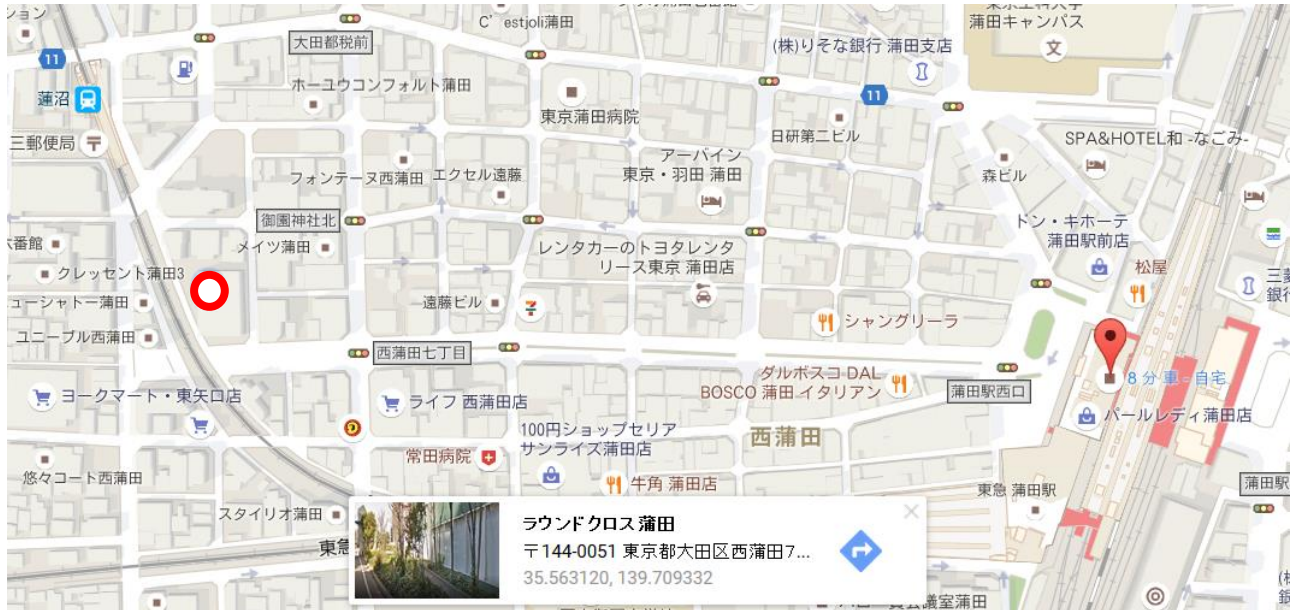 C' estjoli蒲田
蒲田キャンパス
大田都税前
(株)りそな銀行 蒲田支店
11
ホーユウコンフォルト蒲田
11
蓮沼
東京蒲田病院
三郵便局
日研第二ビル
SPA&HOTEL和 -なごみ-
アーバイン
東京・羽田 蒲田
フォンテーヌ西蒲田
エクセル遠藤
森ビル
御園神社北
ドン・キホーテ
蒲田駅前店
番館
メイツ蒲田
レンタカーのトヨタレンタ
リース東京 蒲田店
クレッセント蒲田3
松屋
三菱
銀行
ューシャトー蒲田
遠藤ビル
シャングリーラ
ユニーブル西蒲田
西蒲田七丁目
ダルボスコ DAL
BOSCO 蒲田 イタリアン
8 分 車 - 自宅
蒲田駅西口
ヨークマート・東矢口店
ライフ 西蒲田店
パールレディ蒲田店
100円ショップセリア
サンライズ蒲田店
西蒲田
常田病院
悠々コート西蒲田
牛角 蒲田店
東急 蒲田駅
蒲田駅
スタイリオ蒲田
東急
ラウンドクロス蒲田
〒144-0051 東京都大田区西蒲田7...
35.563120, 139.709332
会議室蒲田